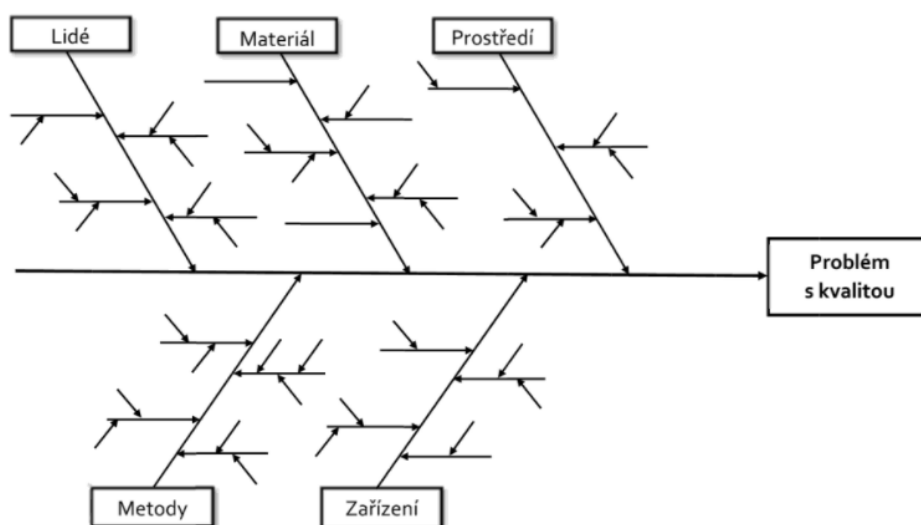 Lidé
Materiál
Prostředí
Problém
s kvalitou
Metody
Zařízení